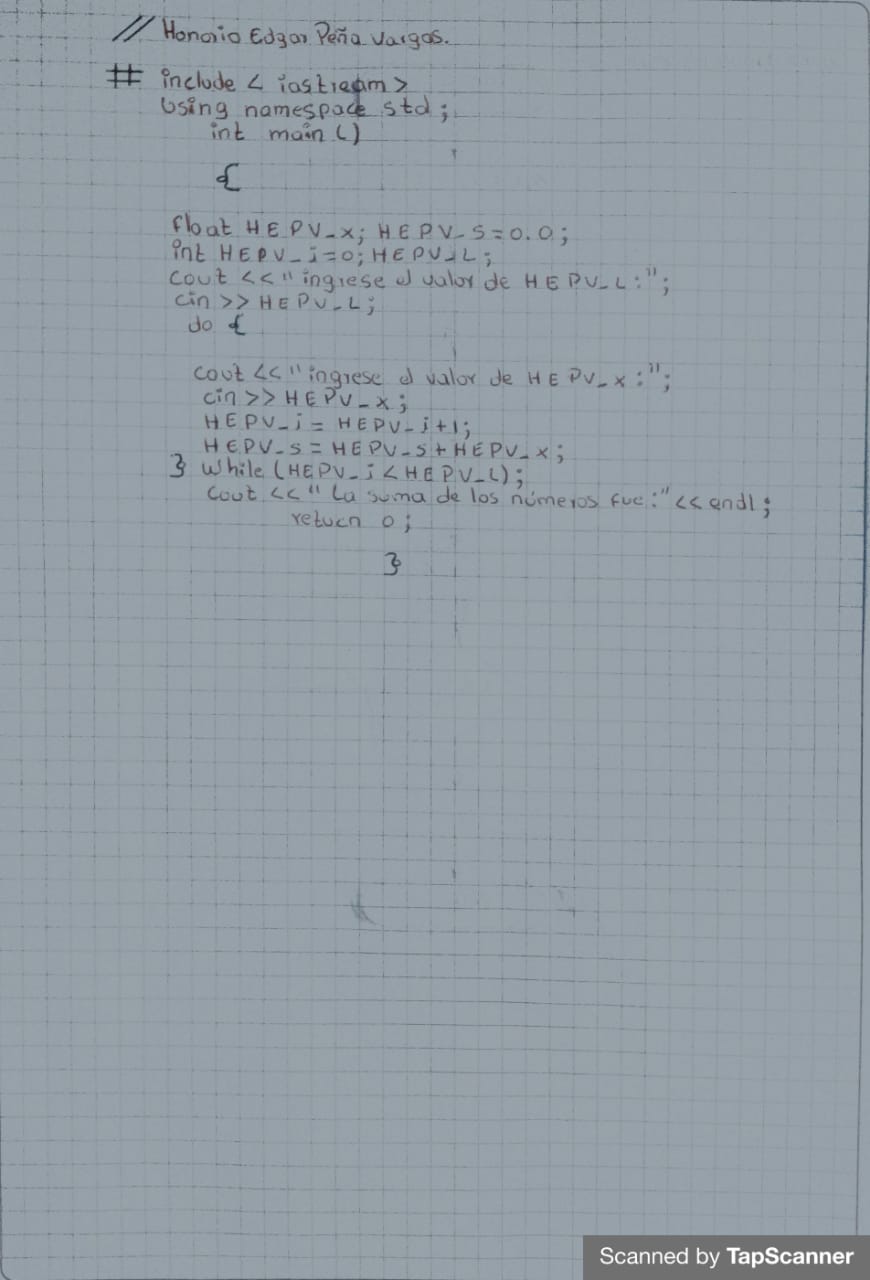 // Honorio Edgar Peña Vargas.
# include < iostream >
Using namespace std ;
int main ()
{
float HEPV_x; HEPV_S=0.0;
int HEPV_i=0; HEPV_L;
cout <<" ingrese el valor de HEPV_L:";
cin >> HEPV_L;
do {
cout <<"ingrese el valor de HEPV_x:";
cin >> HEPV_x;
HEPV_i = HEPV_i+1;
HEPV_s = HEPV_s + HEPV_x;
} While (HEPV_i < HEPV_L);
Cout <<" La suma de los números fue:" << endl;
return 0;
}
Scanned by TapScanner